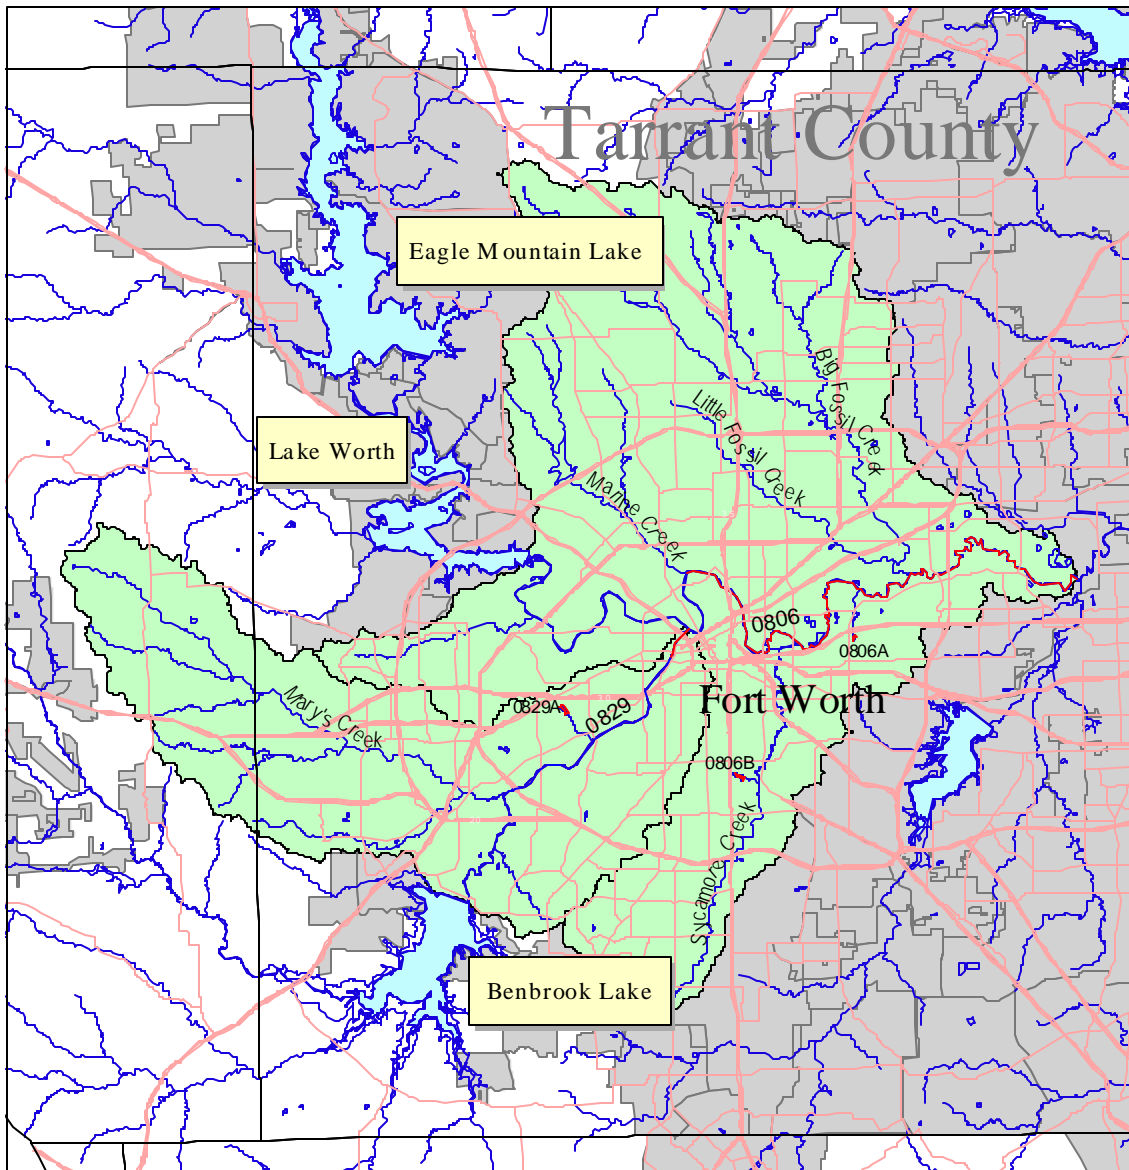 Tarrant County
Eagle Mountain Lake
Big Fossil Creek
Little Fossil Creek
Lake Worth
Marine Creek
0806
0806A
Fort Worth
Mary's Creek
0829A
0829
0806B
Sycamore Creek
20
Benbrook Lake